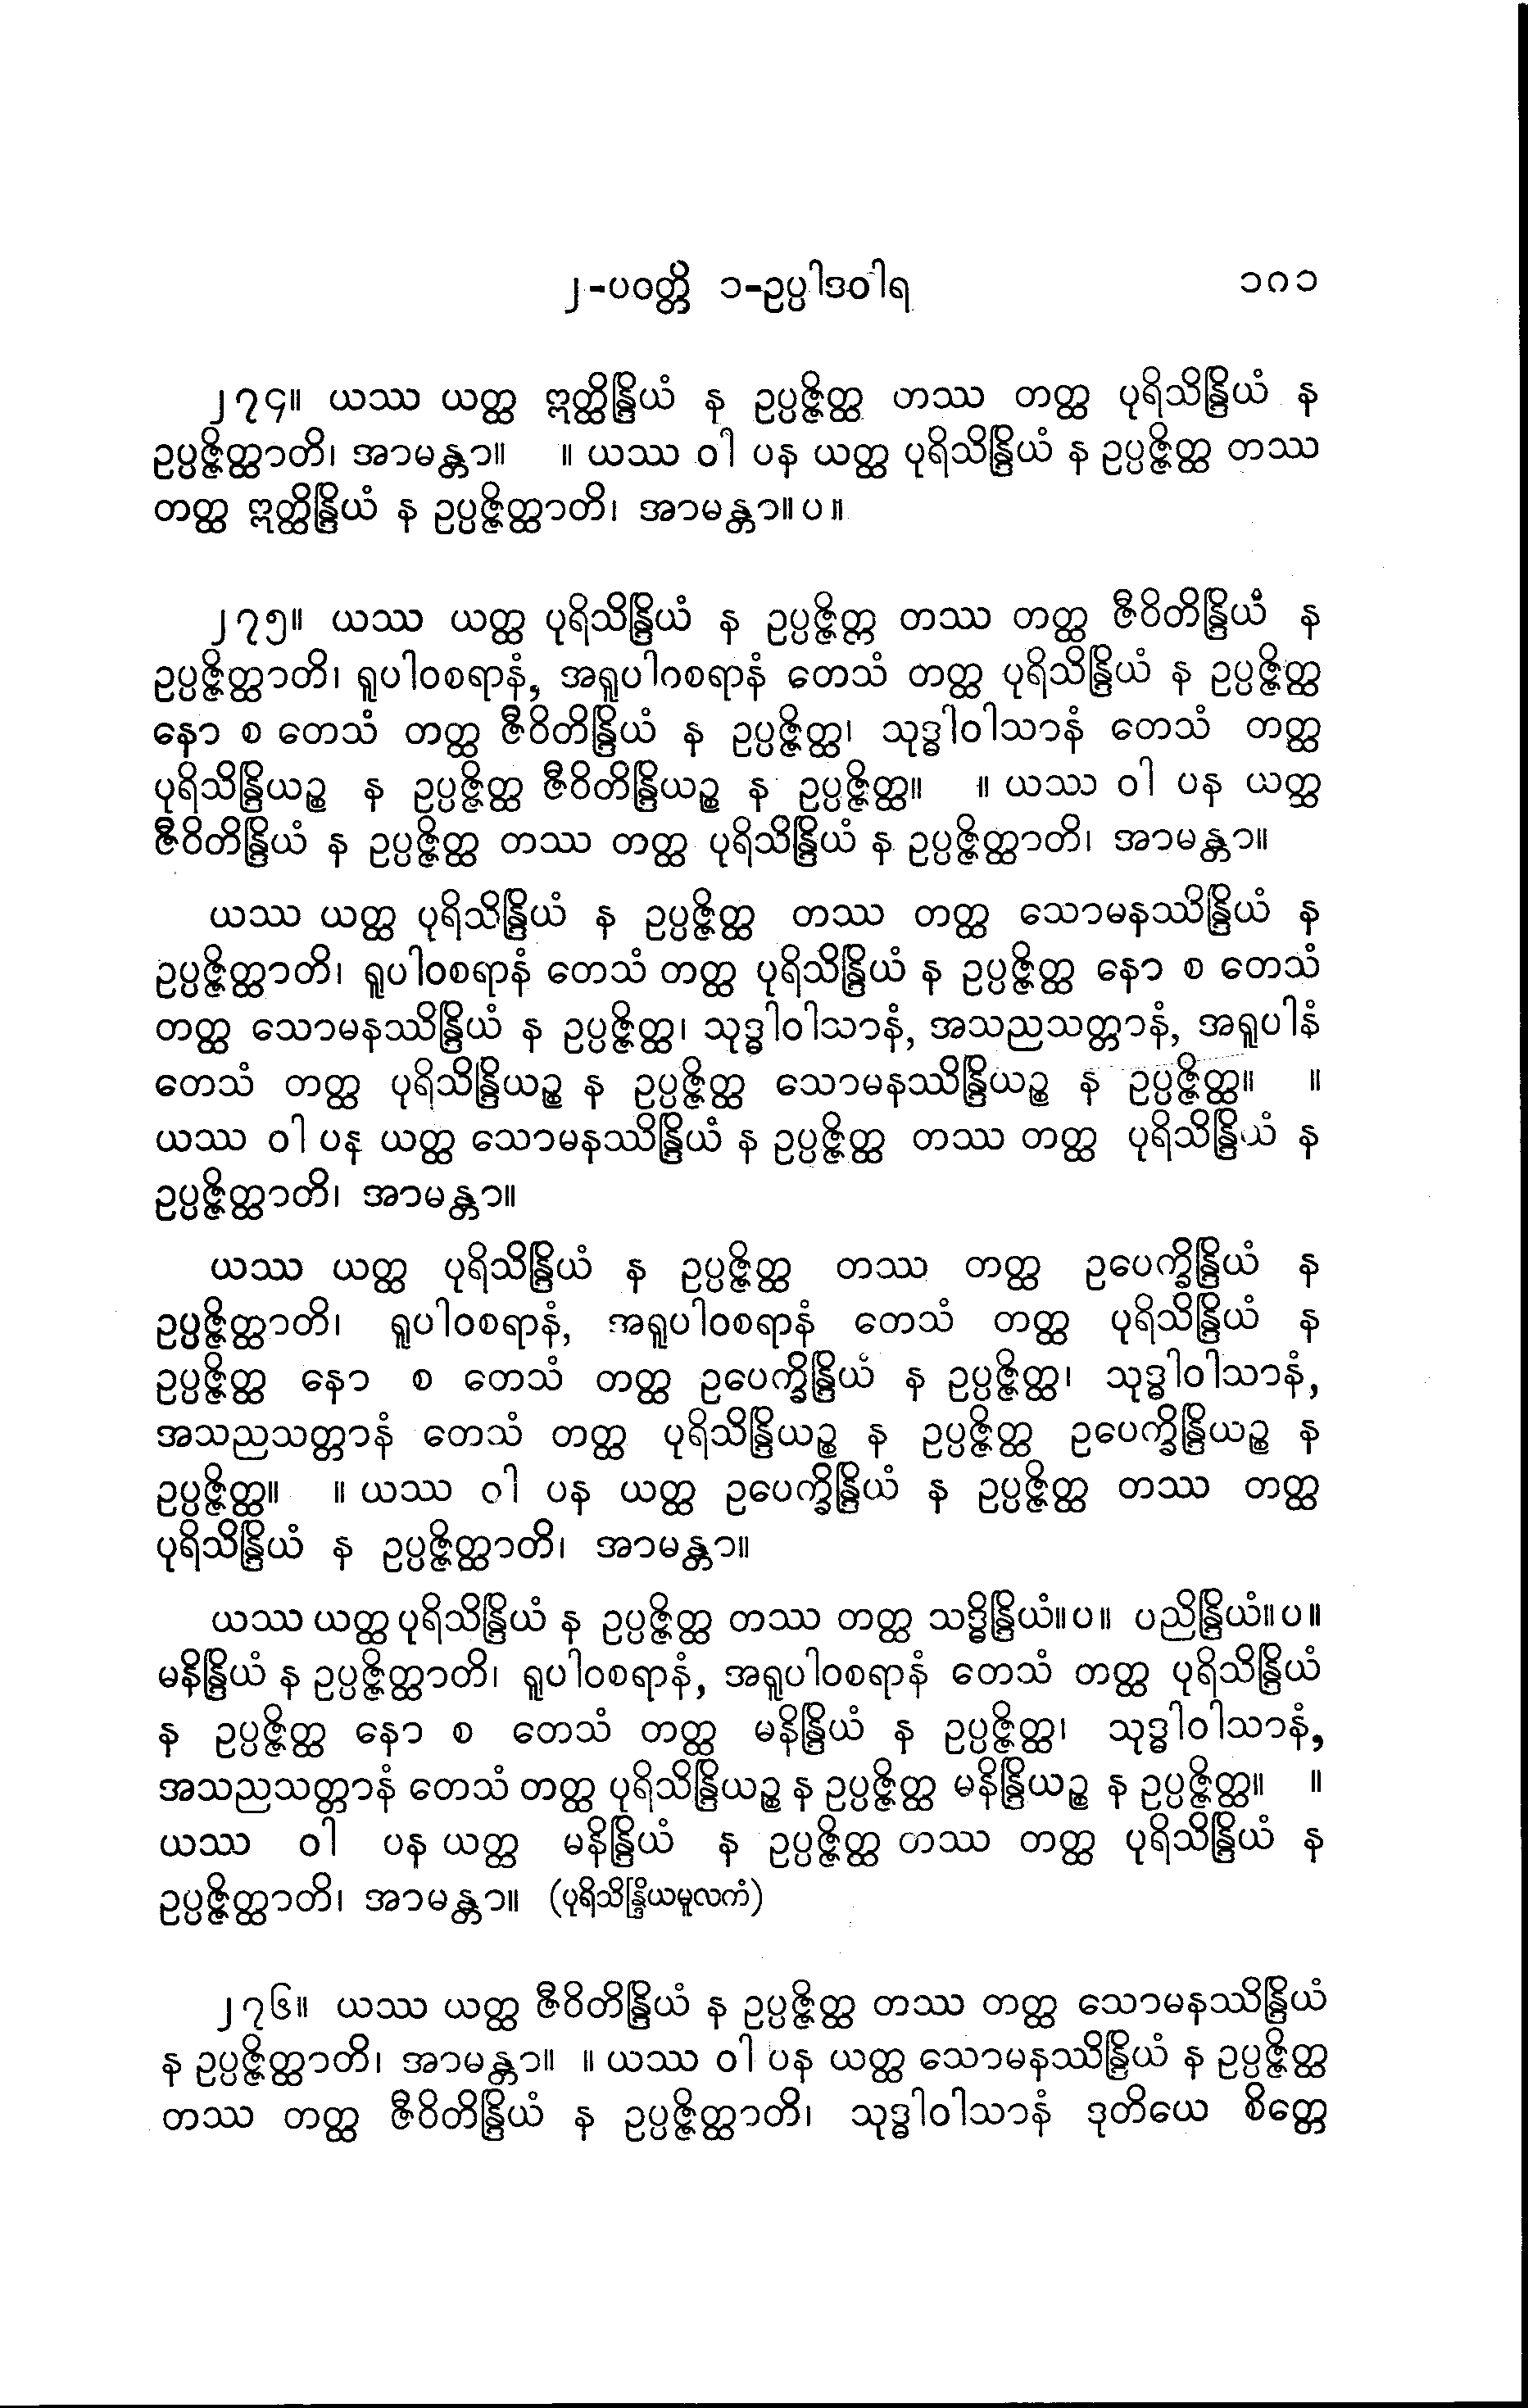 ၂-ပဝတ္တိ ၁-ဥပ္ပါဒဝါရ ၁၈၁
၂၇၄။ ယဿ ယတ္ထ ဣတ္ထိန္ဒြိယံ န ဥပ္ပဇ္ဇိတ္ထ တဿ တတ္ထ ပုရိသိန္ဒြိယံ န
ဥပ္ပဇ္ဇိတ္ထာတိ၊ အာမန္တာ။ ။ ယဿ ဝါ ပန ယတ္ထ ပုရိသိန္ဒြိယံ န ဥပ္ပဇ္ဇိတ္ထ တဿ
တတ္ထ ဣတ္ထိန္ဒြိယံ န ဥပ္ပဇ္ဇိတ္ထာတိ၊ အာမန္တာ။ပ။
၂၇၅။ ယဿ ယတ္ထ ပုရိသိန္ဒြိယံ န ဥပ္ပဇ္ဇိတ္ထ တဿ တတ္ထ ဇီဝိတိန္ဒြိယံ န
ဥပ္ပဇ္ဇိတ္ထာတိ၊ ရူပါဝစရာနံ, အရူပါဝစရာနံ တေသံ တတ္ထ ပုရိသိန္ဒြိယံ န ဥပ္ပဇ္ဇိတ္ထ
နော စ တေသံ တတ္ထ ဇီဝိတိန္ဒြိယံ န ဥပ္ပဇ္ဇိတ္ထ၊ သုဒ္ဓါဝါသာနံ တေသံ တတ္ထ
ပုရိသိန္ဒြိယဉ္စ န ဥပ္ပဇ္ဇိတ္ထ ဇီဝိတိန္ဒြိယဉ္စ န ဥပ္ပဇ္ဇိတ္ထ။ ။ ယဿ ဝါ ပန ယတ္ထ
ဇီဝိတိန္ဒြိယံ န ဥပ္ပဇ္ဇိတ္ထ တဿ တတ္ထ ပုရိသိန္ဒြိယံ န ဥပ္ပဇ္ဇိတ္ထာတိ၊ အာမန္တာ။
ယဿ ယတ္ထ ပုရိသိန္ဒြိယံ န ဥပ္ပဇ္ဇိတ္ထ တဿ တတ္ထ သောမနဿိန္ဒြိယံ န
ဥပ္ပဇ္ဇိတ္ထာတိ၊ ရူပါဝစရာနံ တေသံ တတ္ထ ပုရိသိန္ဒြိယံ န ဥပ္ပဇ္ဇိတ္ထ နော စ တေသံ
တတ္ထ သောမနဿိန္ဒြိယံ န ဥပ္ပဇ္ဇိတ္ထ၊ သုဒ္ဓါဝါသာနံ, အသညသတ္တာနံ, အရူပါနံ
တေသံ တတ္ထ ပုရိသိန္ဒြိယဉ္စ န ဥပ္ပဇ္ဇိတ္ထ သောမနဿိန္ဒြိယဉ္စ န ဥပ္ပဇ္ဇိတ္ထ။ ။
ယဿ ဝါ ပန ယတ္ထ သောမနဿိန္ဒြိယံ န ဥပ္ပဇ္ဇိတ္ထ တဿ တတ္ထ ပုရိသိန္ဒြိယံ န
ဥပ္ပဇ္ဇိတ္ထာတိ၊ အာမန္တာ။
ယဿ ယတ္ထ ပုရိသိန္ဒြိယံ န ဥပ္ပဇ္ဇိတ္ထ တဿ တတ္ထ ဥပေက္ခိန္ဒြိယံ န
ဥပ္ပဇ္ဇိတ္ထာတိ၊ ရူပါဝစရာနံ, အရူပါဝစရာနံ တေသံ တတ္ထ ပုရိသိန္ဒြိယံ န
ဥပ္ပဇ္ဇိတ္ထ နော စ တေသံ တတ္ထ ဥပေက္ခိန္ဒြိယံ န ဥပ္ပဇ္ဇိတ္ထ၊ သုဒ္ဓါဝါသာနံ,
အသညသတ္တာနံ တေသံ တတ္ထ ပုရိသိန္ဒြိယဉ္စ န ဥပ္ပဇ္ဇိတ္ထ ဥပေက္ခိန္ဒြိယဉ္စ န
ဥပ္ပဇ္ဇိတ္ထ။ ။ ယဿ ဝါ ပန ယတ္ထ ဥပေက္ခိန္ဒြိယံ န ဥပ္ပဇ္ဇိတ္ထ တဿ တတ္ထ
ပုရိသိန္ဒြိယံ န ဥပ္ပဇ္ဇိတ္ထာတိ၊ အာမန္တာ။
ယဿ ယတ္ထ ပုရိသိန္ဒြိယံ န ဥပ္ပဇ္ဇိတ္ထ တဿ တတ္ထ သဒ္ဓိန္ဒြိယံ။ပ။ ပညိန္ဒြိယံ။ပ။
မနိန္ဒြိယံ န ဥပ္ပဇ္ဇိတ္ထာတိ၊ ရူပါဝစရာနံ, အရူပါဝစရာနံ တေသံ တတ္ထ ပုရိသိန္ဒြိယံ
န ဥပ္ပဇ္ဇိတ္ထ နော စ တေသံ တတ္ထ မနိန္ဒြိယံ န ဥပ္ပဇ္ဇိတ္ထ၊ သုဒ္ဓါဝါသာနံ,
အသညသတ္တာနံ တေသံ တတ္ထ ပုရိသိန္ဒြိယဉ္စ န ဥပ္ပဇ္ဇိတ္ထ မနိန္ဒြိယဉ္စ န ဥပ္ပဇ္ဇိတ္ထ။ ။
ယဿ ဝါ ပန ယတ္ထ မနိန္ဒြိယံ န ဥပ္ပဇ္ဇိတ္ထ တဿ တတ္ထ ပုရိသိန္ဒြိယံ န
ဥပ္ပဇ္ဇိတ္ထာတိ၊ အာမန္တာ။ (ပုရိသိန္ဒြိယမူလကံ)
၂၇၆။ ယဿ ယတ္ထ ဇီဝိတိန္ဒြိယံ န ဥပ္ပဇ္ဇိတ္ထ တဿ တတ္ထ သောမနဿိန္ဒြိယံ
န ဥပ္ပဇ္ဇိတ္ထာတိ၊ အာမန္တာ။ ။ ယဿ ဝါ ပန ယတ္ထ သောမနဿိန္ဒြိယံ န ဥပ္ပဇ္ဇိတ္ထ
တဿ တတ္ထ ဇီဝိတိန္ဒြိယံ န ဥပ္ပဇ္ဇိတ္ထာတိ၊ သုဒ္ဓါဝါသာနံ ဒုတိယေ စိတ္တေ